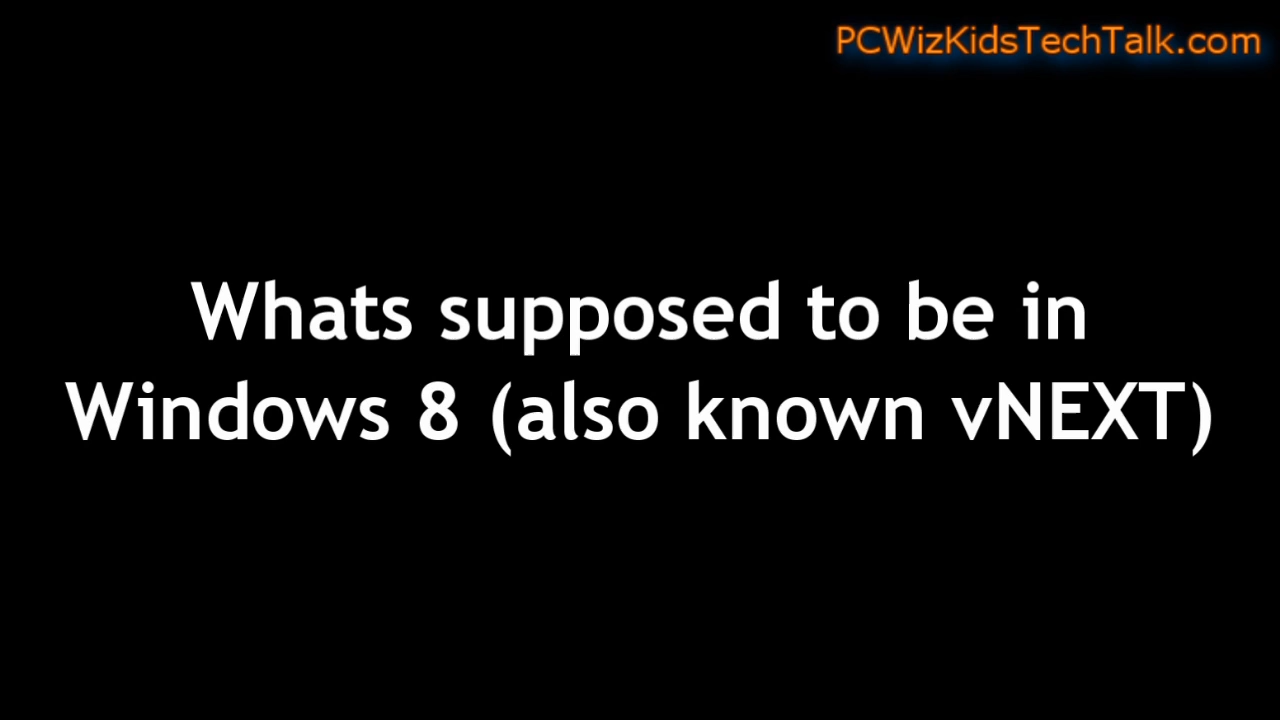 PCWizKidsTechTalk.com
Whats supposed to be in
Windows 8 (also known vNEXT)